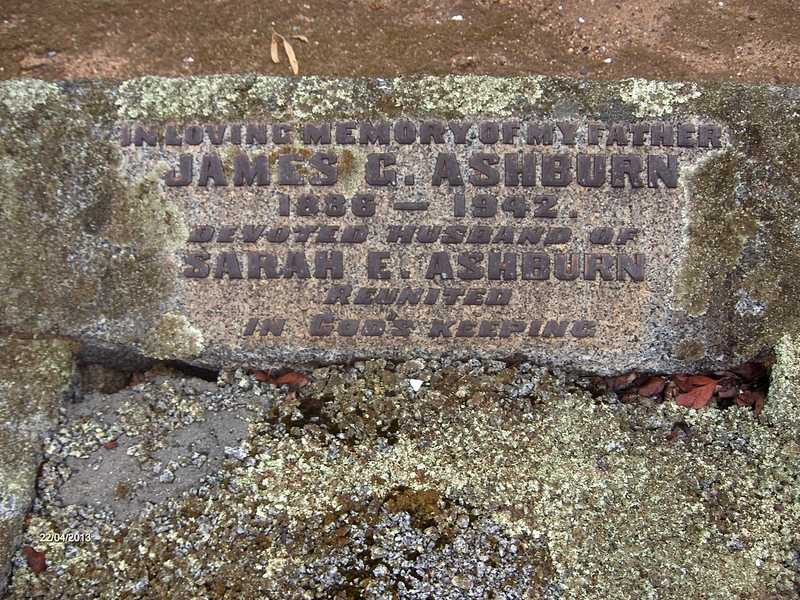 IN LOVING MEMORY OF MY FATHER
JAMES G. ASHBURN
1886 — 1942.
DEVOTED HUSBAND OF
SARAH E. ASHBURN
REUNITED
IN GOD'S KEEPING
22/04/2013